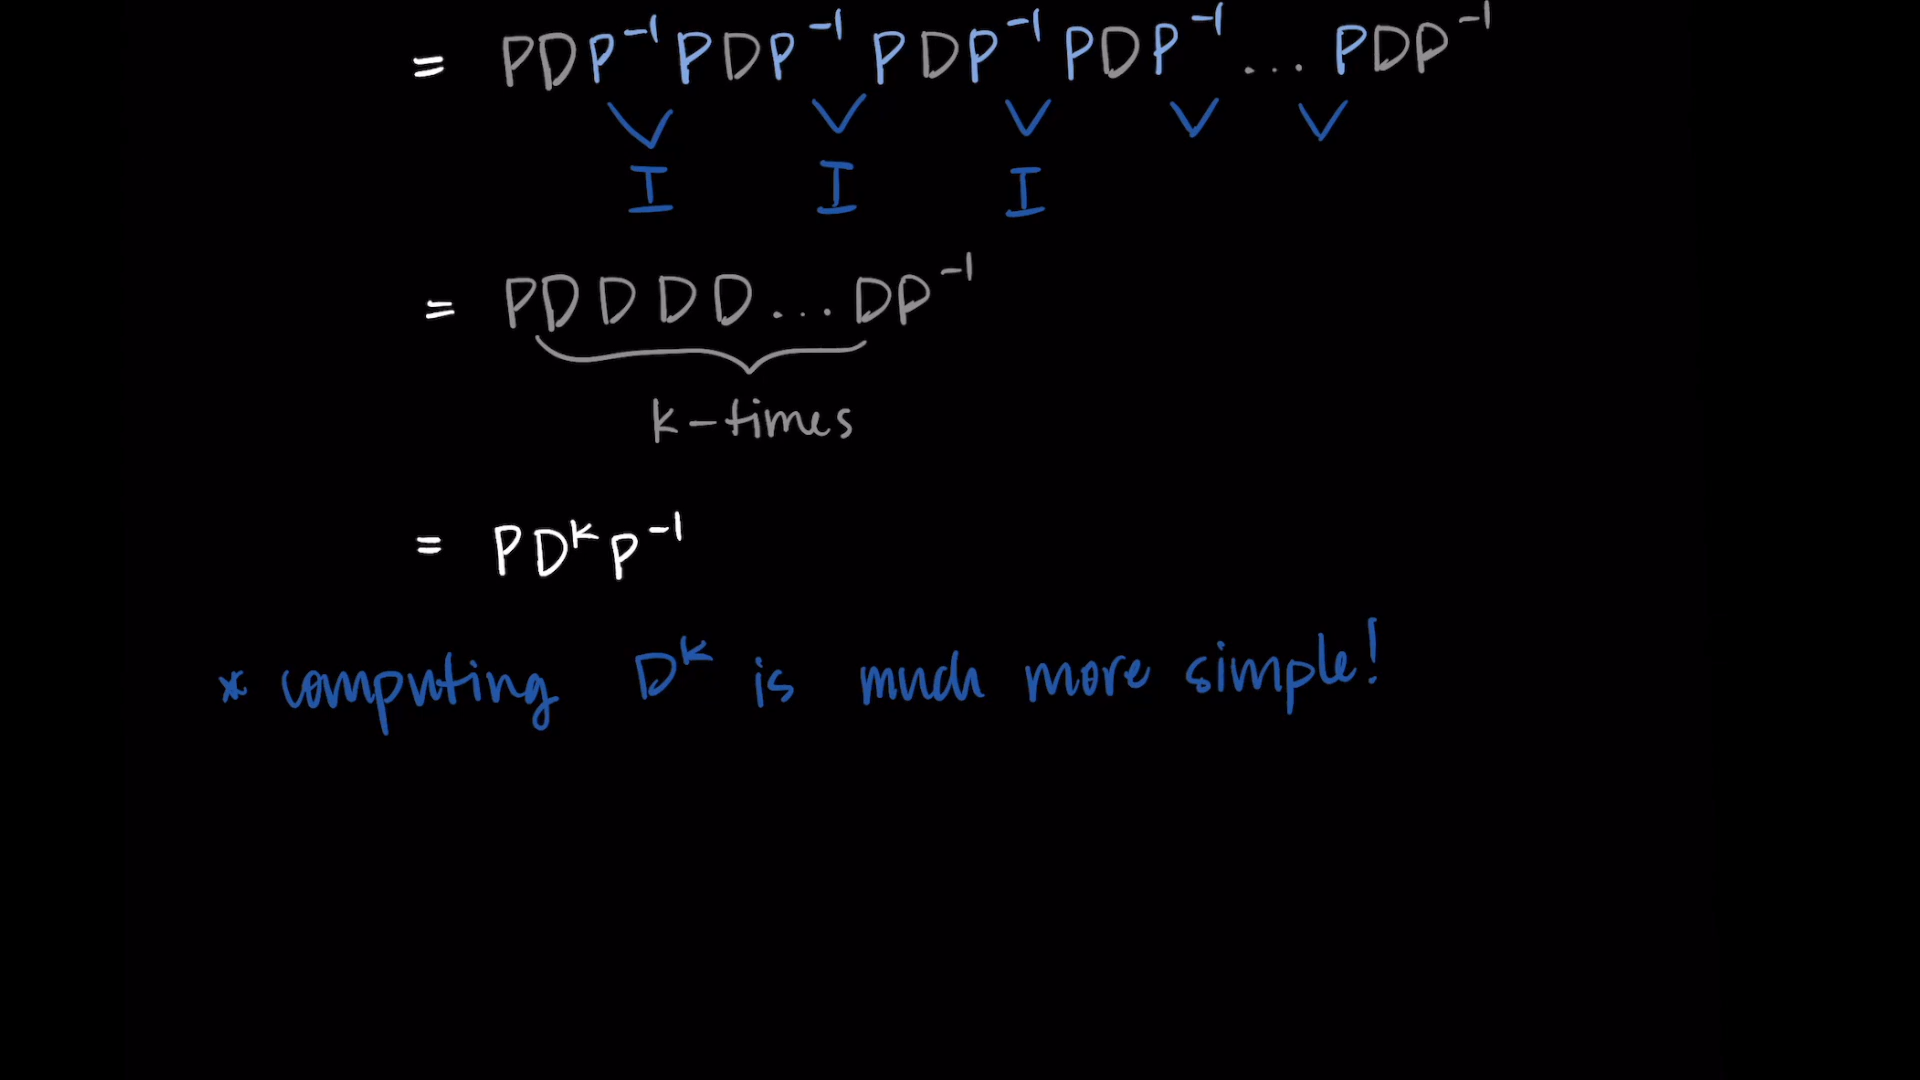 = PDP⁻¹PDP⁻¹PDP⁻¹PDP⁻¹...PDP⁻¹
I I I
= PDDDD...DP⁻¹
k-times
= PDᵏP⁻¹
* computing Dᵏ is much more simple!